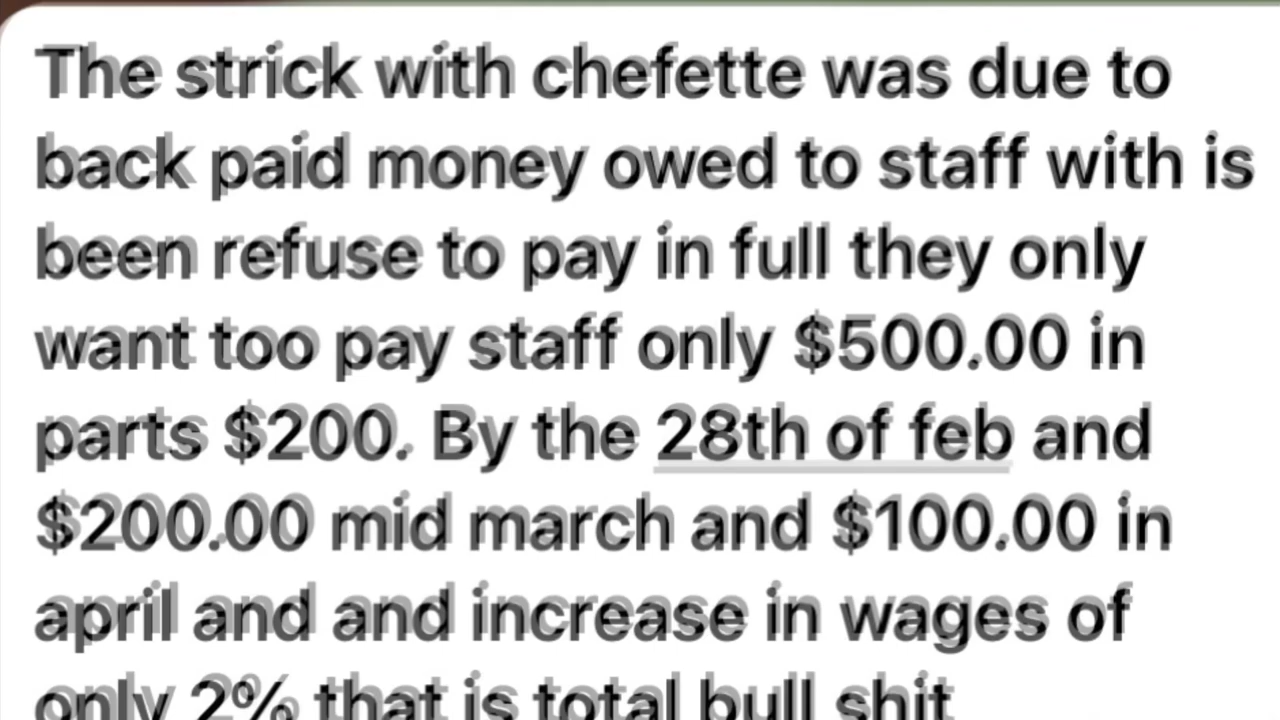 The strick with chefette was due to
back paid money owed to staff with is
been refuse to pay in full they only
want too pay staff only $500.00 in
parts $200. By the 28th of feb and
$200.00 mid march and $100.00 in
april and and increase in wages of
only 2% that is total bull shit